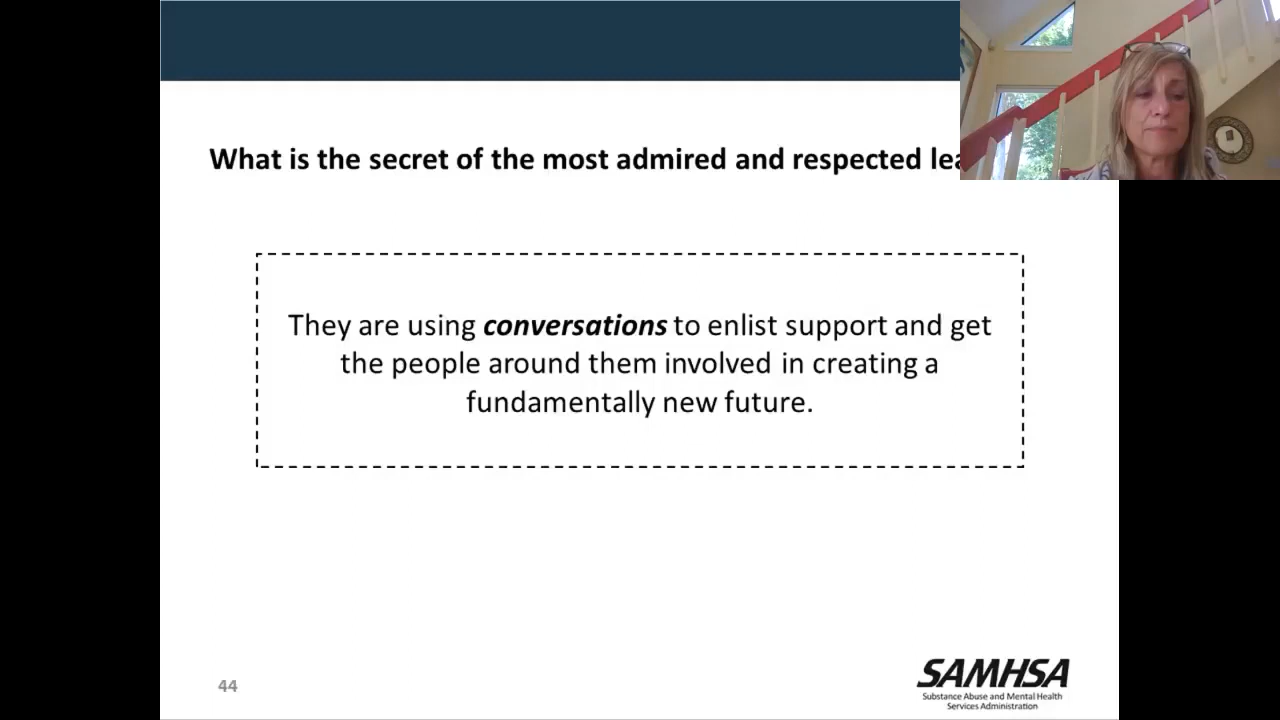 What is the secret of the most admired and respected
They are using conversations to enlist support and get
the people around them involved in creating a
fundamentally new future.
44
SAMHSA
Substance Abuse and Mental Health
Services Administration